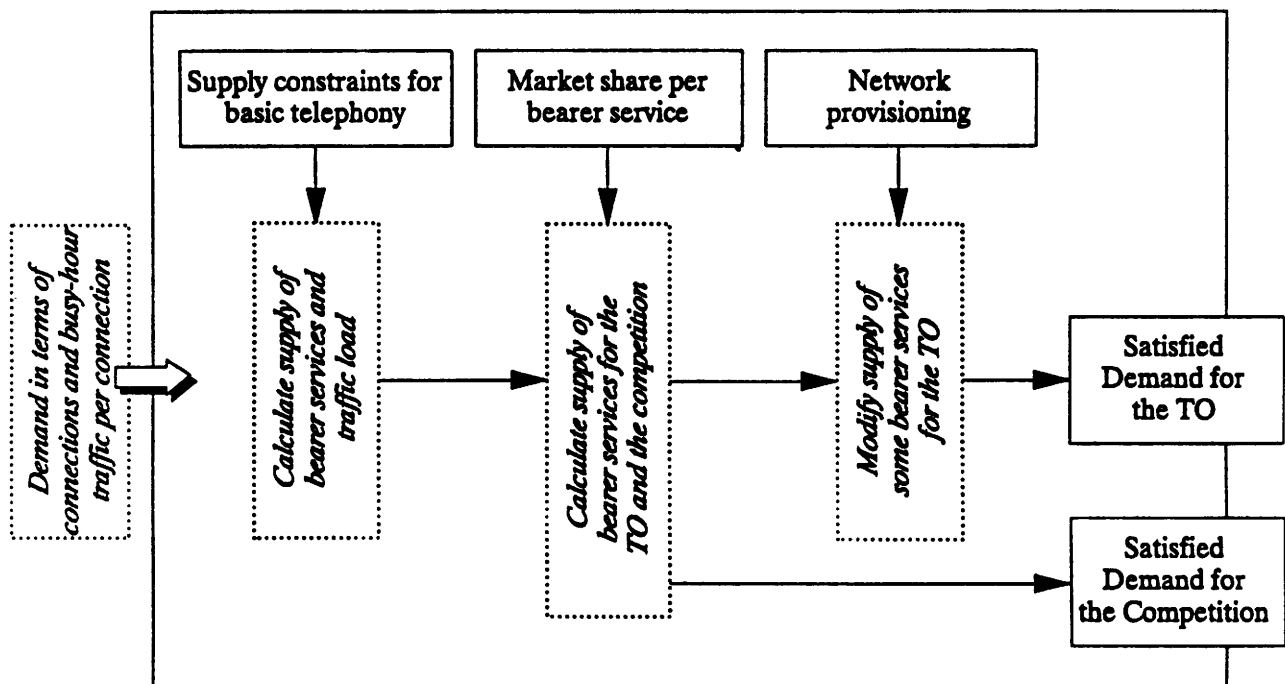 Supply constraints for
basic telephony
Market share per
bearer service
Network
provisioning
Demand in terms of
connections and busy-hour
traffic per connection
Calculate supply of
bearer services and
traffic load
Calculate supply of
bearer services for the
TO and the competition
Modify supply of
some bearer services
for the TO
Satisfied
Demand for
the TO
Satisfied
Demand for
the Competition